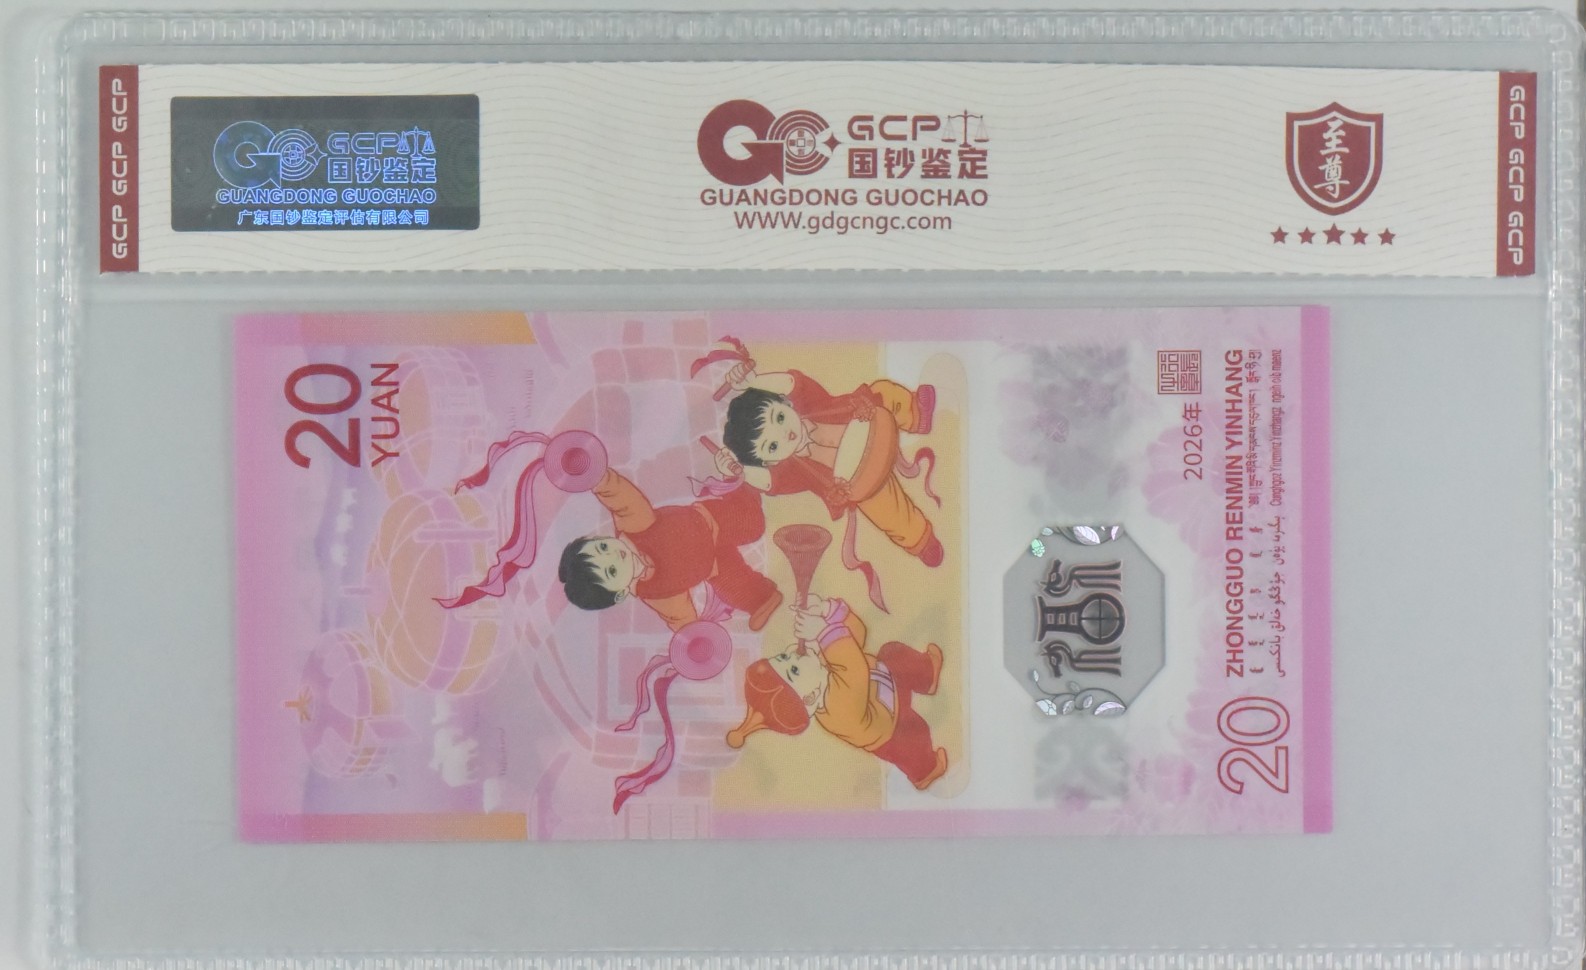 GCP GCP GCP
GCP
国钞鉴定
GUANGDONG GUOCHAO
广东国钞鉴定评估有限公司
GCP
国钞鉴定
GUANGDONG GUOCHAO
WWW.gdgcngc.com
至尊
GCP GCP GCP
20
YUAN
2026年
ZHONGGUO RENMIN YINHANG
20